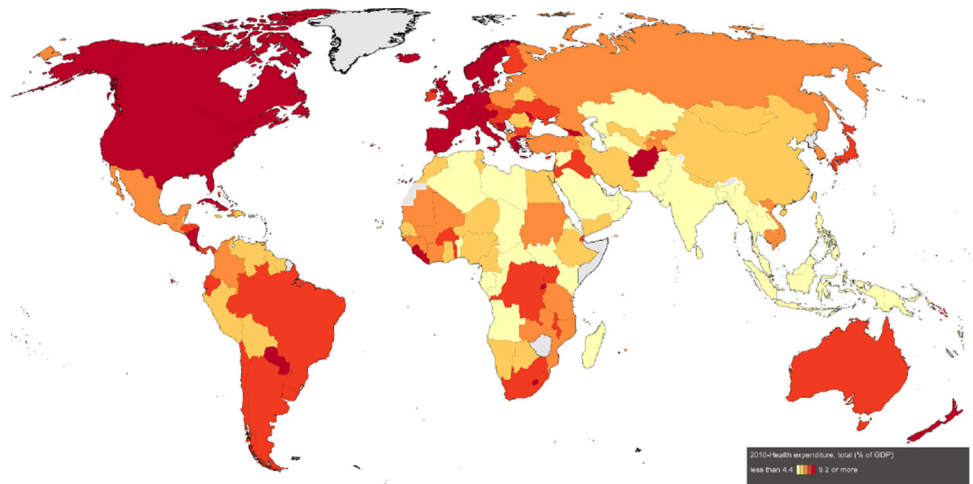 2010-Health expenditure, total (% of GDP)
less than 4.4 9.2 or more